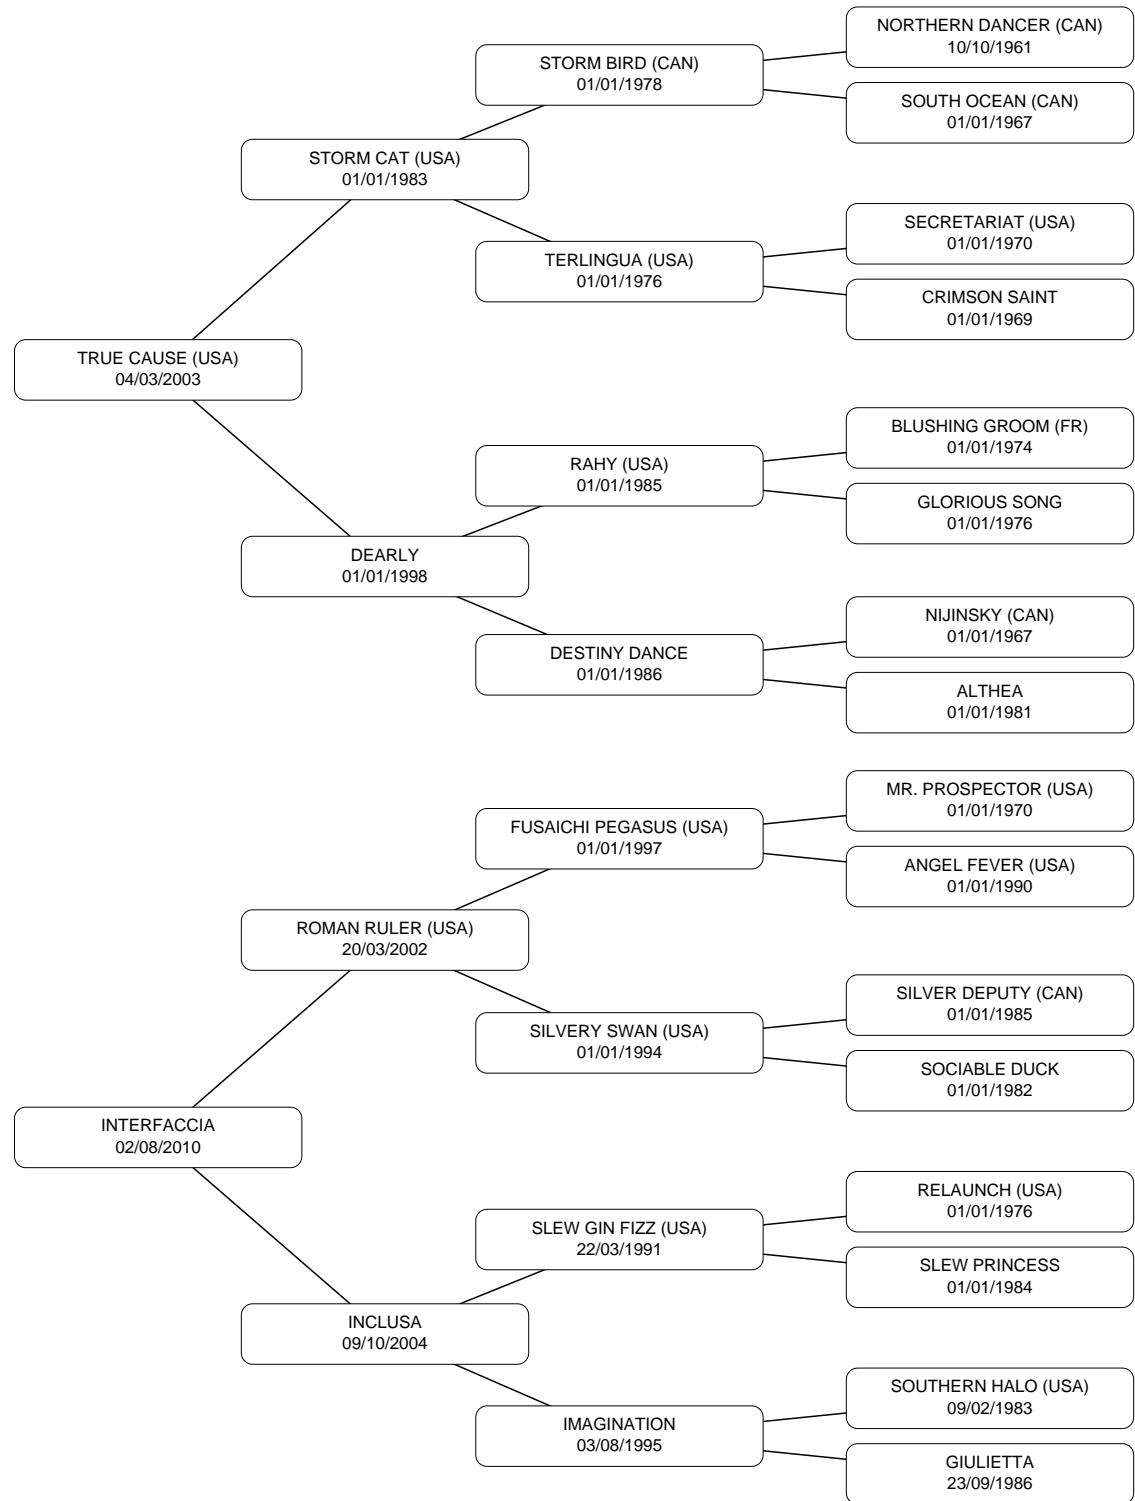 NORTHERN DANCER (CAN)
10/10/1961
STORM BIRD (CAN)
01/01/1978
SOUTH OCEAN (CAN)
01/01/1967
STORM CAT (USA)
01/01/1983
SECRETARIAT (USA)
01/01/1970
TERLINGUA (USA)
01/01/1976
CRIMSON SAINT
01/01/1969
TRUE CAUSE (USA)
04/03/2003
BLUSHING GROOM (FR)
01/01/1974
RAHY (USA)
01/01/1985
GLORIOUS SONG
01/01/1976
DEARLY
01/01/1998
NIJINSKY (CAN)
01/01/1967
DESTINY DANCE
01/01/1986
ALTHEA
01/01/1981
MR. PROSPECTOR (USA)
01/01/1970
FUSAICHI PEGASUS (USA)
01/01/1997
ANGEL FEVER (USA)
01/01/1990
ROMAN RULER (USA)
20/03/2002
SILVER DEPUTY (CAN)
01/01/1985
SILVERY SWAN (USA)
01/01/1994
SOCIABLE DUCK
01/01/1982
INTERFACCIA
02/08/2010
RELAUNCH (USA)
01/01/1976
SLEW GIN FIZZ (USA)
22/03/1991
SLEW PRINCESS
01/01/1984
INCLUSA
09/10/2004
SOUTHERN HALO (USA)
09/02/1983
IMAGINATION
03/08/1995
GIULIETTA
23/09/1986